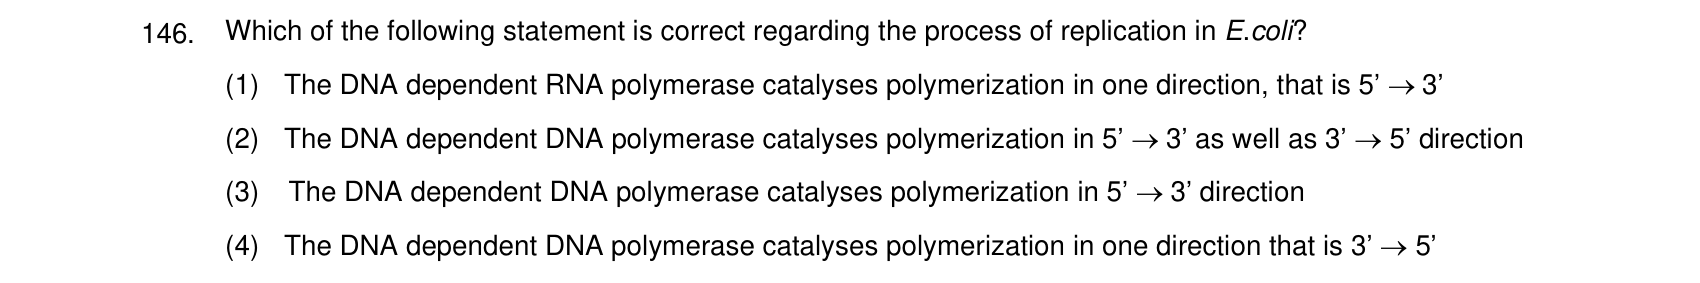 146. Which of the following statement is correct regarding the process of replication in E.coli?
(1) The DNA dependent RNA polymerase catalyses polymerization in one direction, that is 5’ → 3’
(2) The DNA dependent DNA polymerase catalyses polymerization in 5’ → 3’ as well as 3’ → 5’ direction
(3) The DNA dependent DNA polymerase catalyses polymerization in 5’ → 3’ direction
(4) The DNA dependent DNA polymerase catalyses polymerization in one direction that is 3’ → 5’